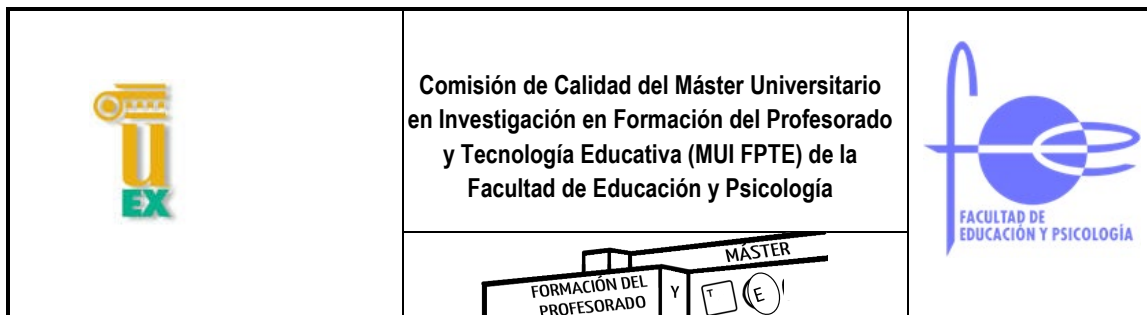 u
EX
Comisión de Calidad del Máster Universitario
en Investigación en Formación del Profesorado
y Tecnología Educativa (MUI FPTE) de la
Facultad de Educación y Psicología
fce
FACULTAD DE
EDUCACIÓN Y PSICOLOGÍA
MÁSTER
FORMACIÓN DEL
PROFESORADO
Y
T
E